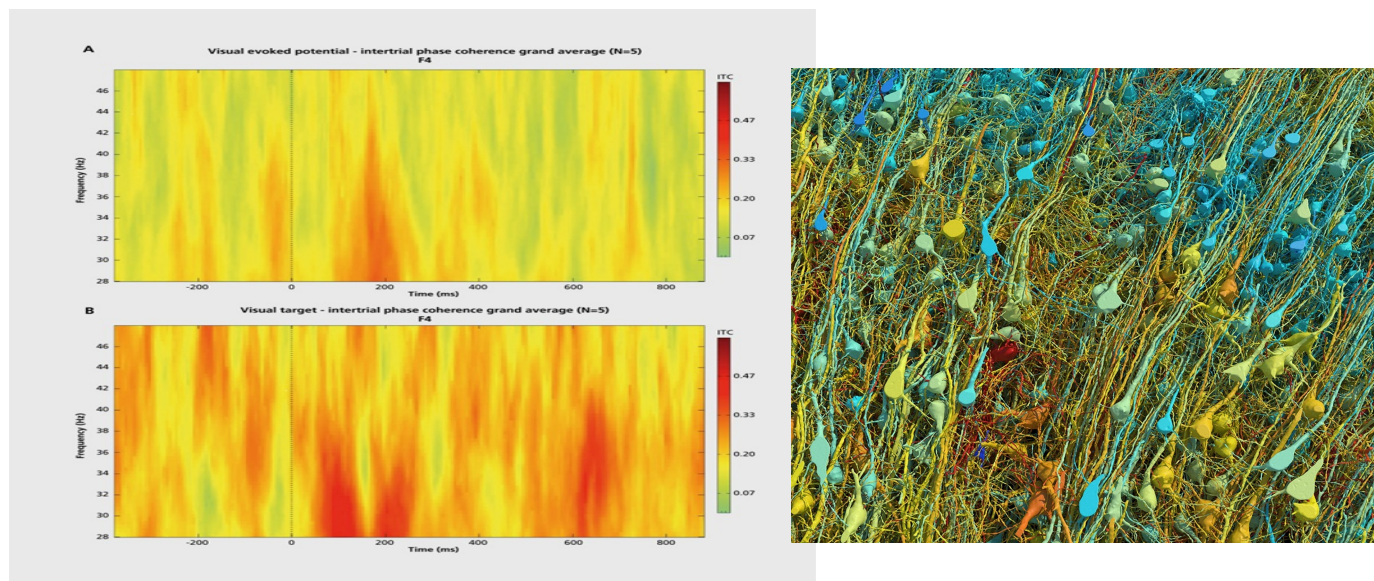 A
Visual evoked potential - intertrial phase coherence grand average (N=5)
F4
ITC
46
44
42
40
38
36
34
32
30
28
Frequency (Hz)
0.47
0.33
0.20
0.07
-200 0 200 400 600 800
Time (ms)
B
Visual target - intertrial phase coherence grand average (N=5)
F4
ITC
46
44
42
40
38
36
34
32
30
28
Frequency (Hz)
0.47
0.33
0.20
0.07
-200 0 200 400 600 800
Time (ms)